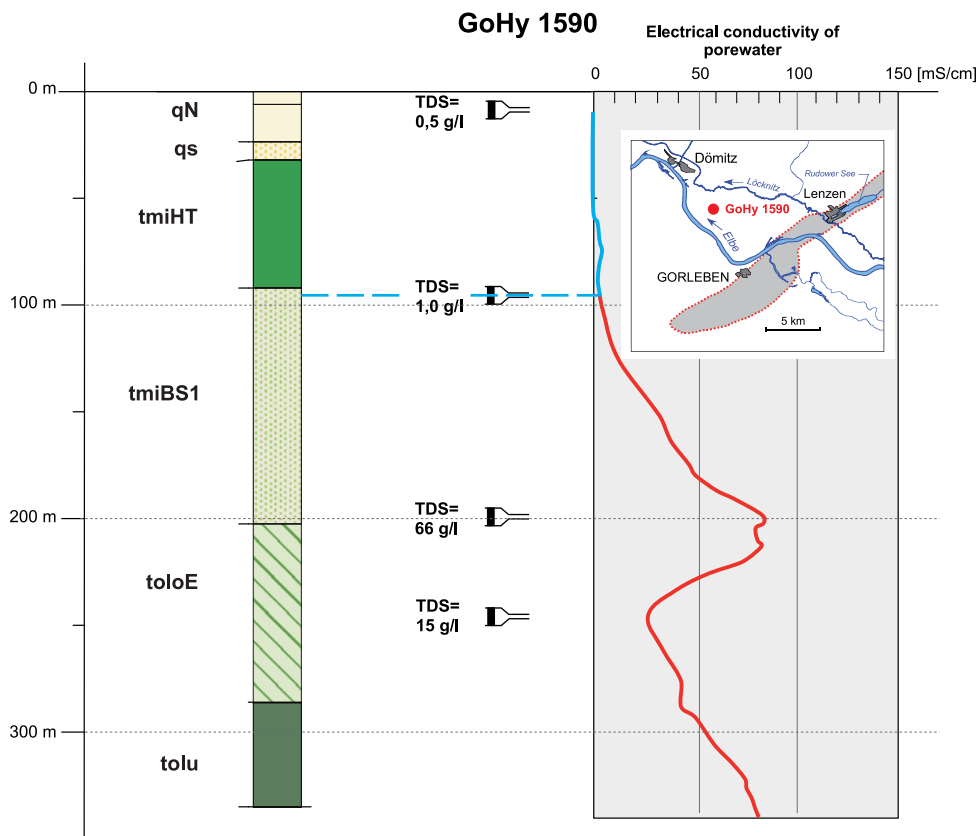 GoHy 1590
Electrical conductivity of
porewater
0 50 100 150 [mS/cm]
0 m
qN
TDS=
0,5 g/l
qs
Dömitz
Löcknitz
Rudower See
Lenzen
GoHy 1590
Elbe
GORLEBEN
5 km
tmiHT
TDS=
1,0 g/l
100 m
tmiBS1
TDS=
66 g/l
200 m
toloE
TDS=
15 g/l
300 m
tolu